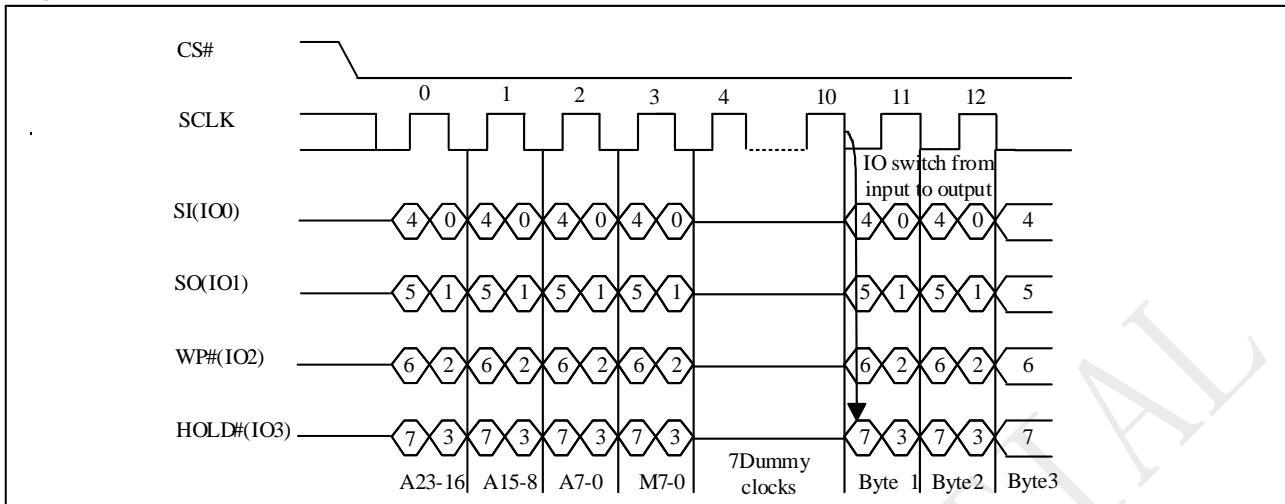 CS#
0 1 2 3 4 10 11 12
SCLK
IO switch from
input to output
SI(IO0) 4 0 4 0 4 0 4 0 4 0 4 0 4
SO(IO1) 5 1 5 1 5 1 5 1 5 1 5 1 5
WP#(IO2) 6 2 6 2 6 2 6 2 6 2 6 2 6
HOLD#(IO3) 7 3 7 3 7 3 7 3 7 3 7 3 7
A23-16 A15-8 A7-0 M7-0 7Dummy Byte 1 Byte2 Byte3
clocks